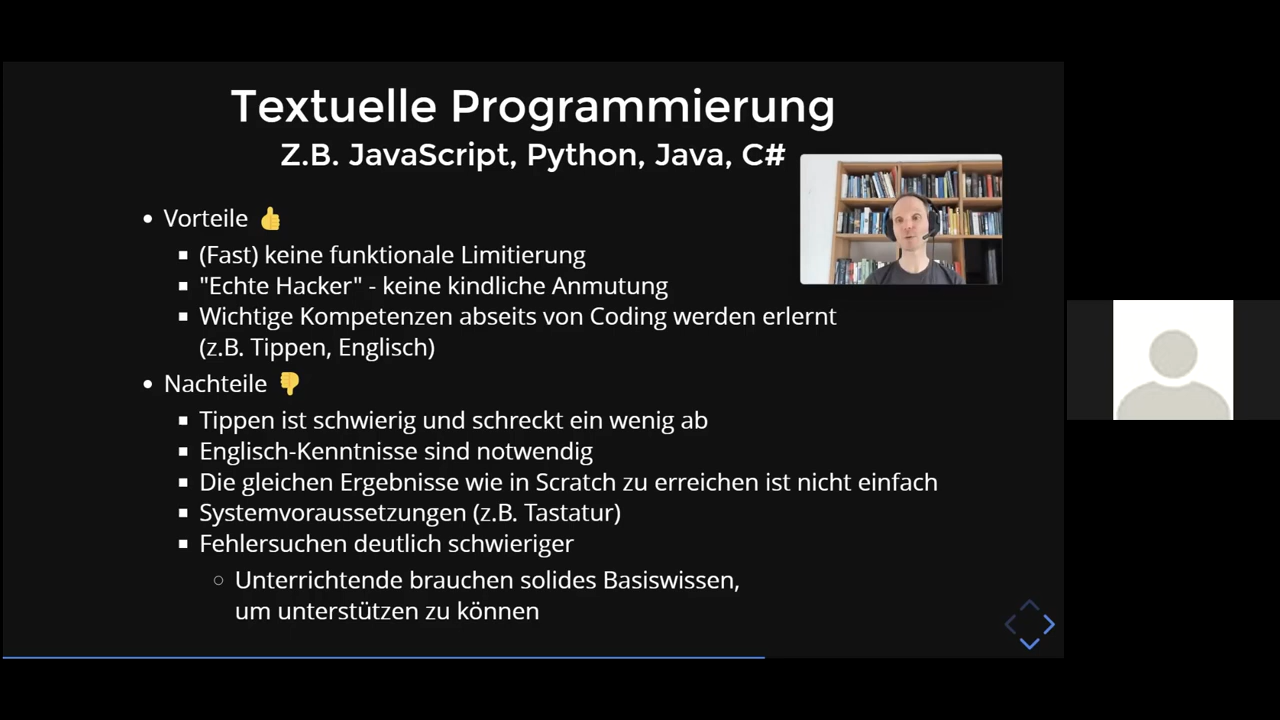 Textuelle Programmierung
Z.B. JavaScript, Python, Java, C#
• Vorteile 👍
▪ (Fast) keine funktionale Limitierung
▪ "Echte Hacker" - keine kindliche Anmutung
▪ Wichtige Kompetenzen abseits von Coding werden erlernt
(z.B. Tippen, Englisch)
• Nachteile 👎
▪ Tippen ist schwierig und schreckt ein wenig ab
▪ Englisch-Kenntnisse sind notwendig
▪ Die gleichen Ergebnisse wie in Scratch zu erreichen ist nicht einfach
▪ Systemvoraussetzungen (z.B. Tastatur)
▪ Fehlersuchen deutlich schwieriger
○ Unterrichtende brauchen solides Basiswissen,
um unterstützen zu können